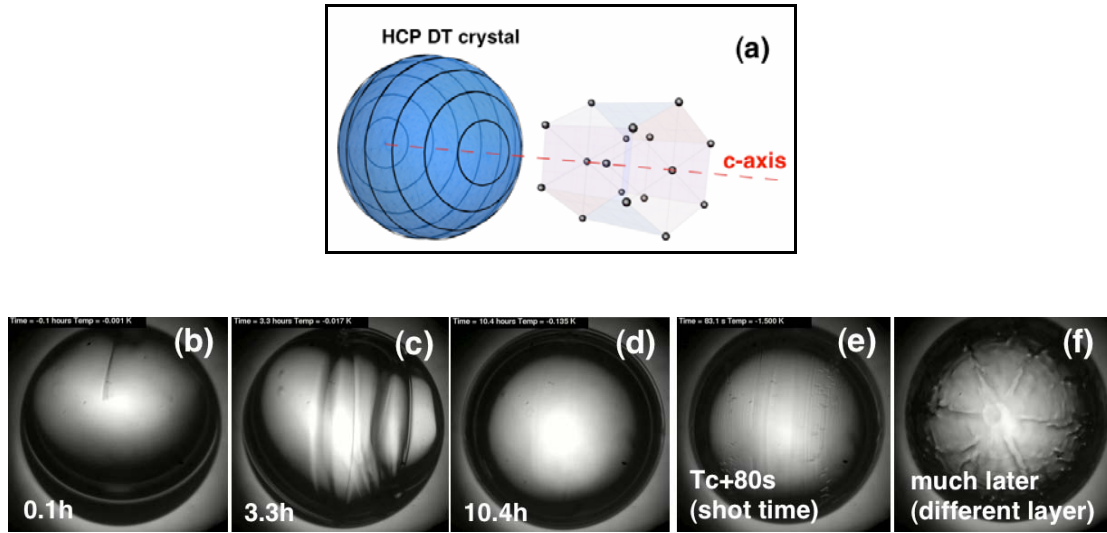 HCP DT crystal
(a)
c-axis
Time = -0.1 hours Temp = -0.001 K
(b)
0.1h
Time = 3.3 hours Temp = -0.017 K
(c)
3.3h
Time = 10.4 hours Temp = -0.135 K
(d)
10.4h
Time = 83.1 s Temp = -1.500 K
(e)
Tc+80s
(shot time)
(f)
much later
(different layer)